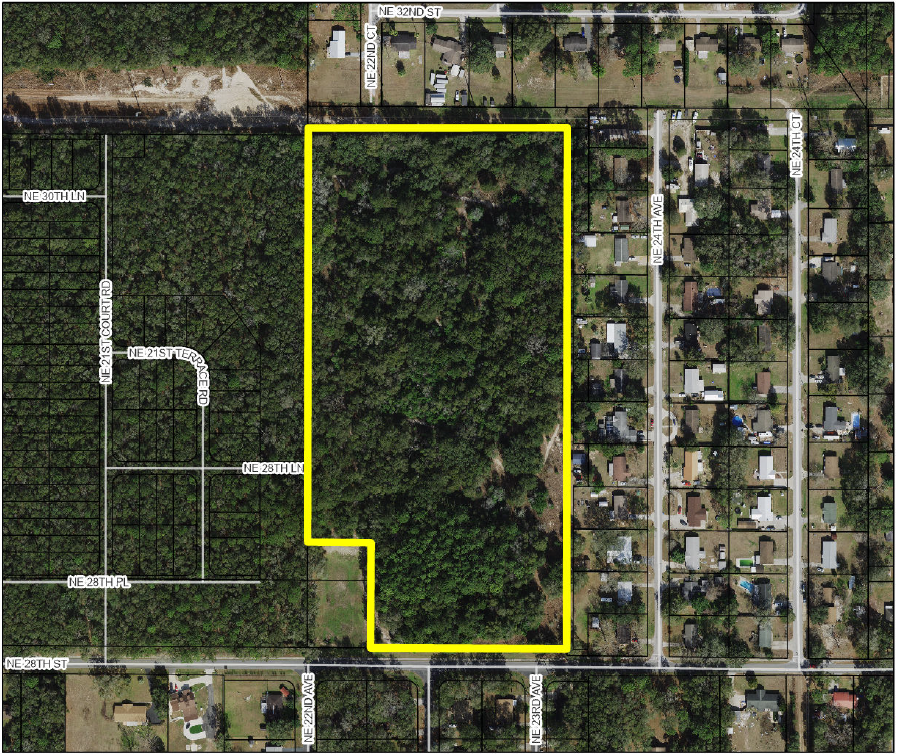 NE 32ND ST
NE 22ND CT
NE 24TH CT
NE 30TH LN
NE 24TH AVE
NE 21ST COURT RD
NE 21ST TERRACE RD
NE 28TH LN
NE 28TH PL
NE 28TH ST
NE 22ND AVE
NE 23RD AVE